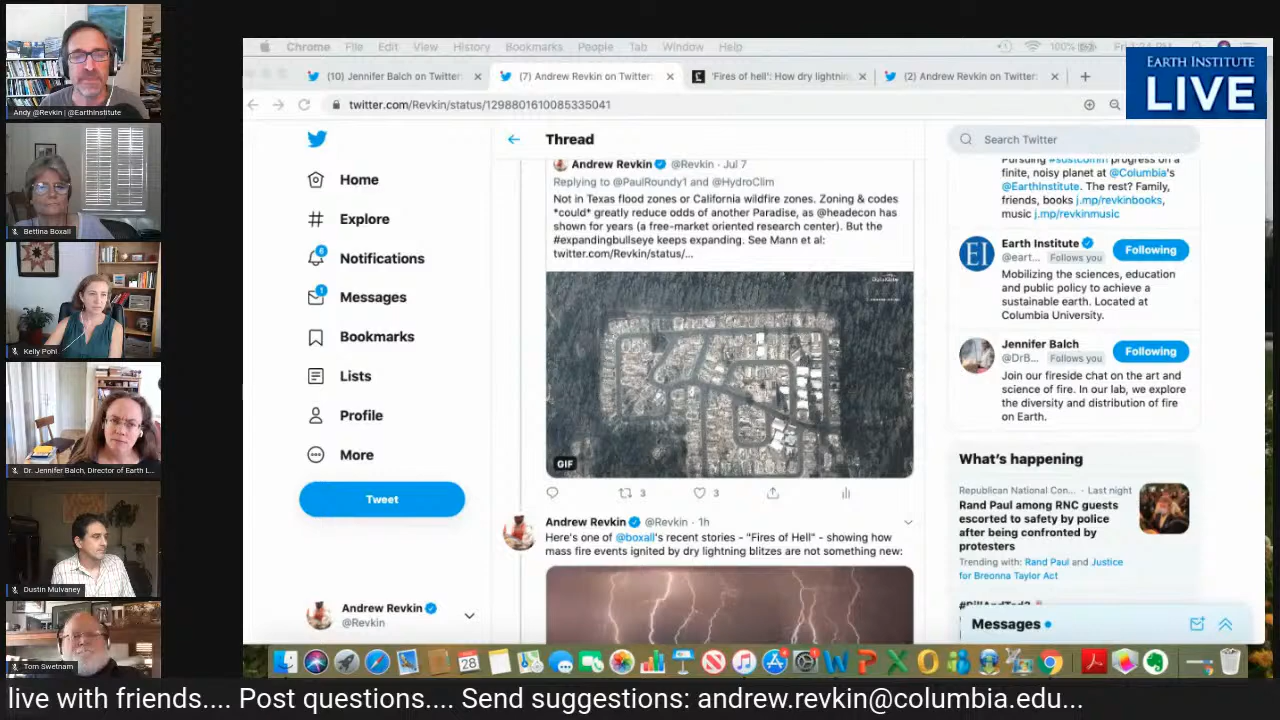 Andy @Revkin | @EarthInstitute
Bettina Boxall
Kelly Pohl
Dr. Jennifer Balch, Director of Earth L...
Dustin Mulvaney
Tom Swetnam
Chrome File Edit View History Bookmarks People Tab Window Help
100%
(10) Jennifer Balch on Twitter:
(7) Andrew Revkin on Twitter:
'Fires of hell': How dry lightnin
(2) Andrew Revkin on Twitter:
twitter.com/Revkin/status/1298801610085335041
EARTH INSTITUTE
LIVE
Home
Explore
6
Notifications
1
Messages
Bookmarks
Lists
Profile
More
Tweet
Andrew Revkin
@Revkin
Thread
Andrew Revkin @Revkin · Jul 7
Replying to @PaulRoundy1 and @HydroClim
Not in Texas flood zones or California wildfire zones. Zoning & codes
*could* greatly reduce odds of another Paradise, as @headecon has
shown for years (a free-market oriented research center). But the
#expandingbullseye keeps expanding. See Mann et al:
twitter.com/Revkin/status/...
GIF
3
3
Andrew Revkin @Revkin · 1h
Here's one of @boxall's recent stories - "Fires of Hell" - showing how
mass fire events ignited by dry lightning blitzes are not something new:
Search Twitter
Pursuing #sustcomm progress on a
finite, noisy planet at @Columbia's
@EarthInstitute. The rest? Family,
friends, books j.mp/revkinbooks,
music j.mp/revkinmusic
EI
Earth Institute
@eart... Follows you
Following
Mobilizing the sciences, education
and public policy to achieve a
sustainable earth. Located at
Columbia University.
Jennifer Balch
@DrB... Follows you
Following
Join our fireside chat on the art and
science of fire. In our lab, we explore
the diversity and distribution of fire
on Earth.
What's happening
Republican National Con... · Last night
Rand Paul among RNC guests
escorted to safety by police
after being confronted by
protesters
Trending with: Rand Paul and Justice
for Breonna Taylor Act
Messages
28
live with friends.... Post questions.... Send suggestions: andrew.revkin@columbia.edu...